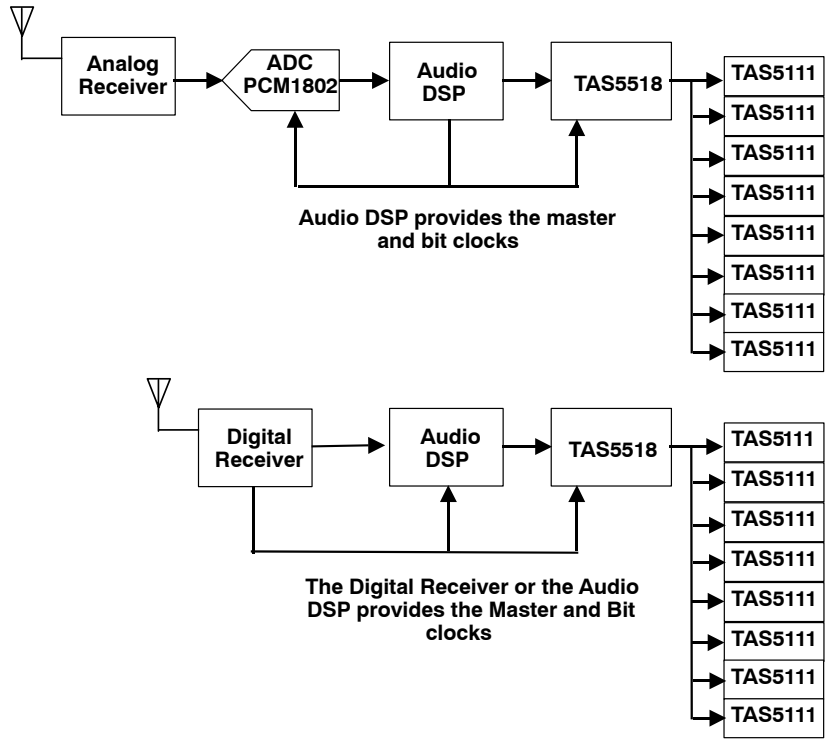 Analog
Receiver
ADC
PCM1802
Audio
DSP
TAS5518
TAS5111
TAS5111
TAS5111
TAS5111
TAS5111
TAS5111
TAS5111
TAS5111
Audio DSP provides the master
and bit clocks
Digital
Receiver
Audio
DSP
TAS5518
TAS5111
TAS5111
TAS5111
TAS5111
TAS5111
TAS5111
TAS5111
TAS5111
The Digital Receiver or the Audio
DSP provides the Master and Bit
clocks